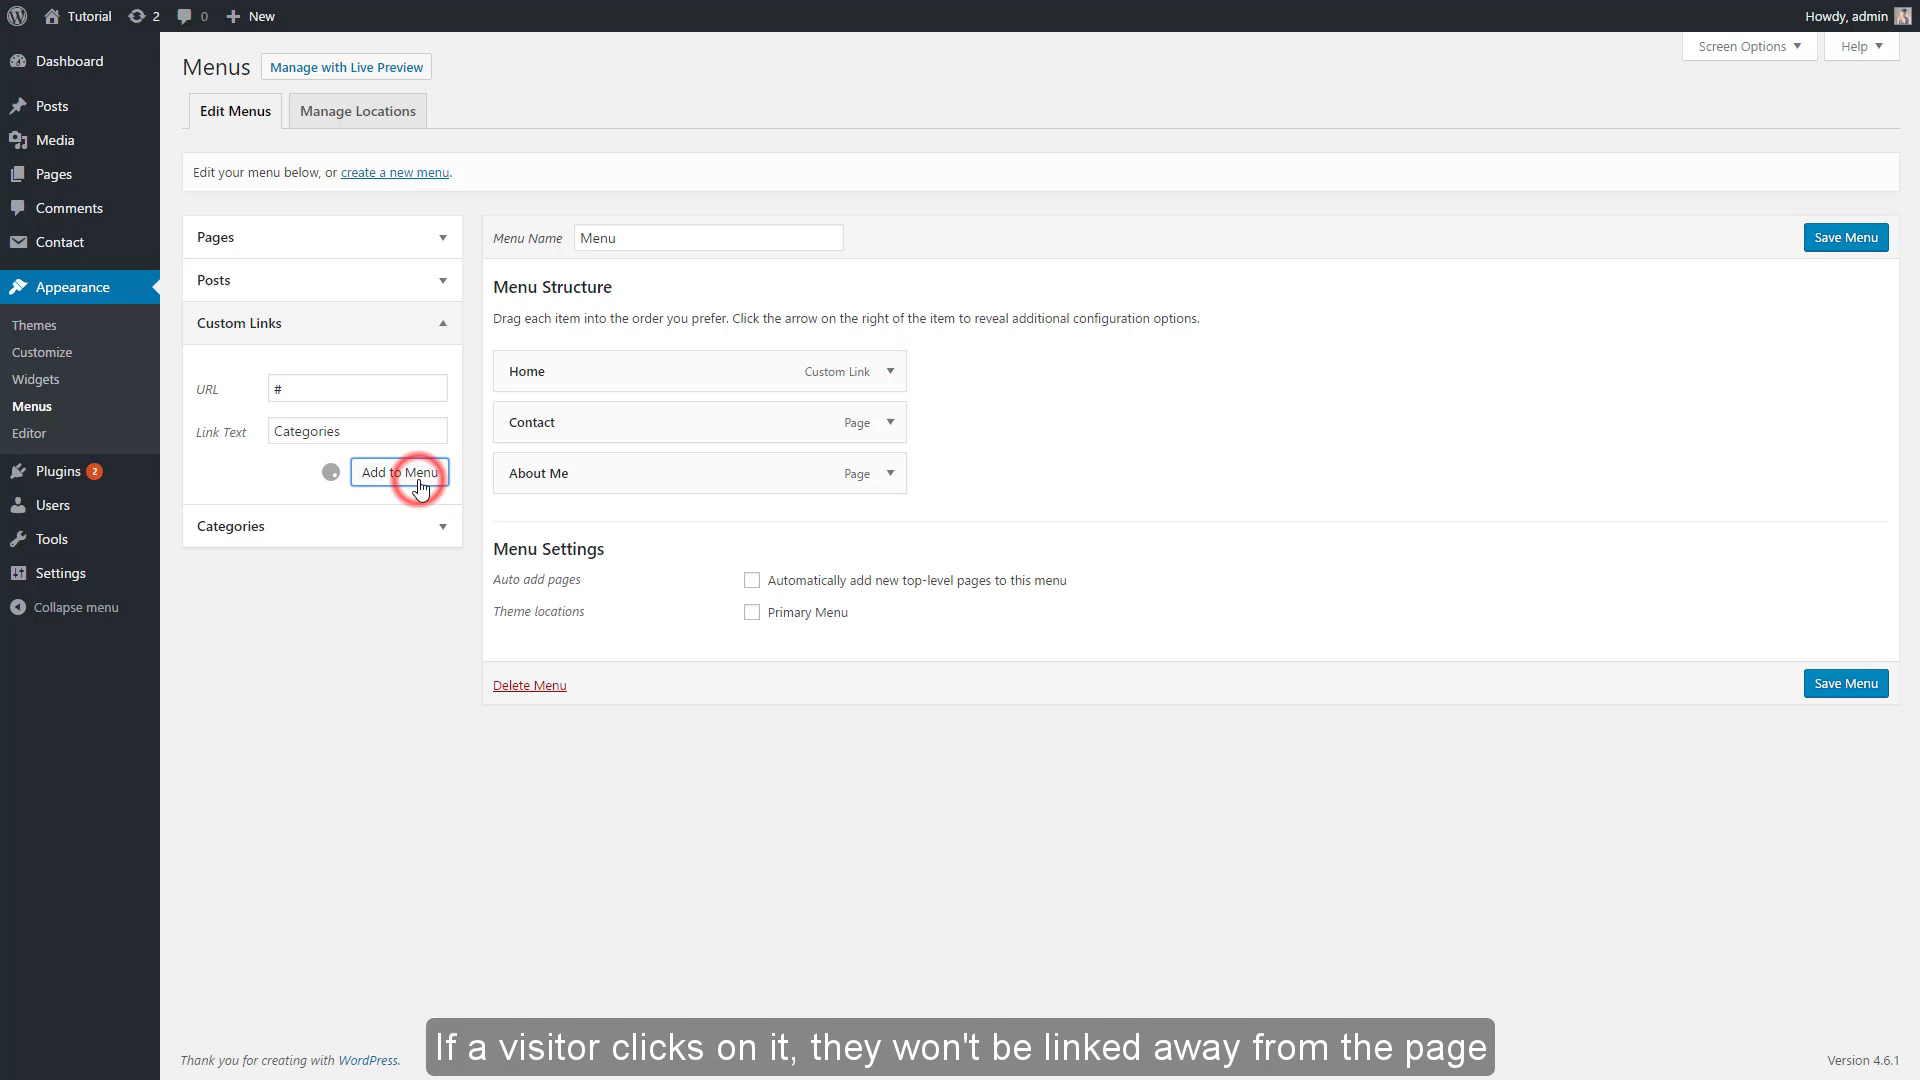 Tutorial 2 0 New Howdy, admin
Screen Options Help
Dashboard
Posts
Media
Pages
Comments
Contact
Appearance
Themes
Customize
Widgets
Menus
Editor
Plugins 2
Users
Tools
Settings
Collapse menu
Menus Manage with Live Preview
Edit Menus Manage Locations
Edit your menu below, or create a new menu.
Pages
Posts
Custom Links
URL #
Link Text Categories
Add to Menu
Categories
Menu Name Menu Save Menu
Menu Structure
Drag each item into the order you prefer. Click the arrow on the right of the item to reveal additional configuration options.
Home Custom Link
Contact Page
About Me Page
Menu Settings
Auto add pages Automatically add new top-level pages to this menu
Theme locations Primary Menu
Delete Menu Save Menu
Thank you for creating with WordPress. Version 4.6.1
If a visitor clicks on it, they won't be linked away from the page